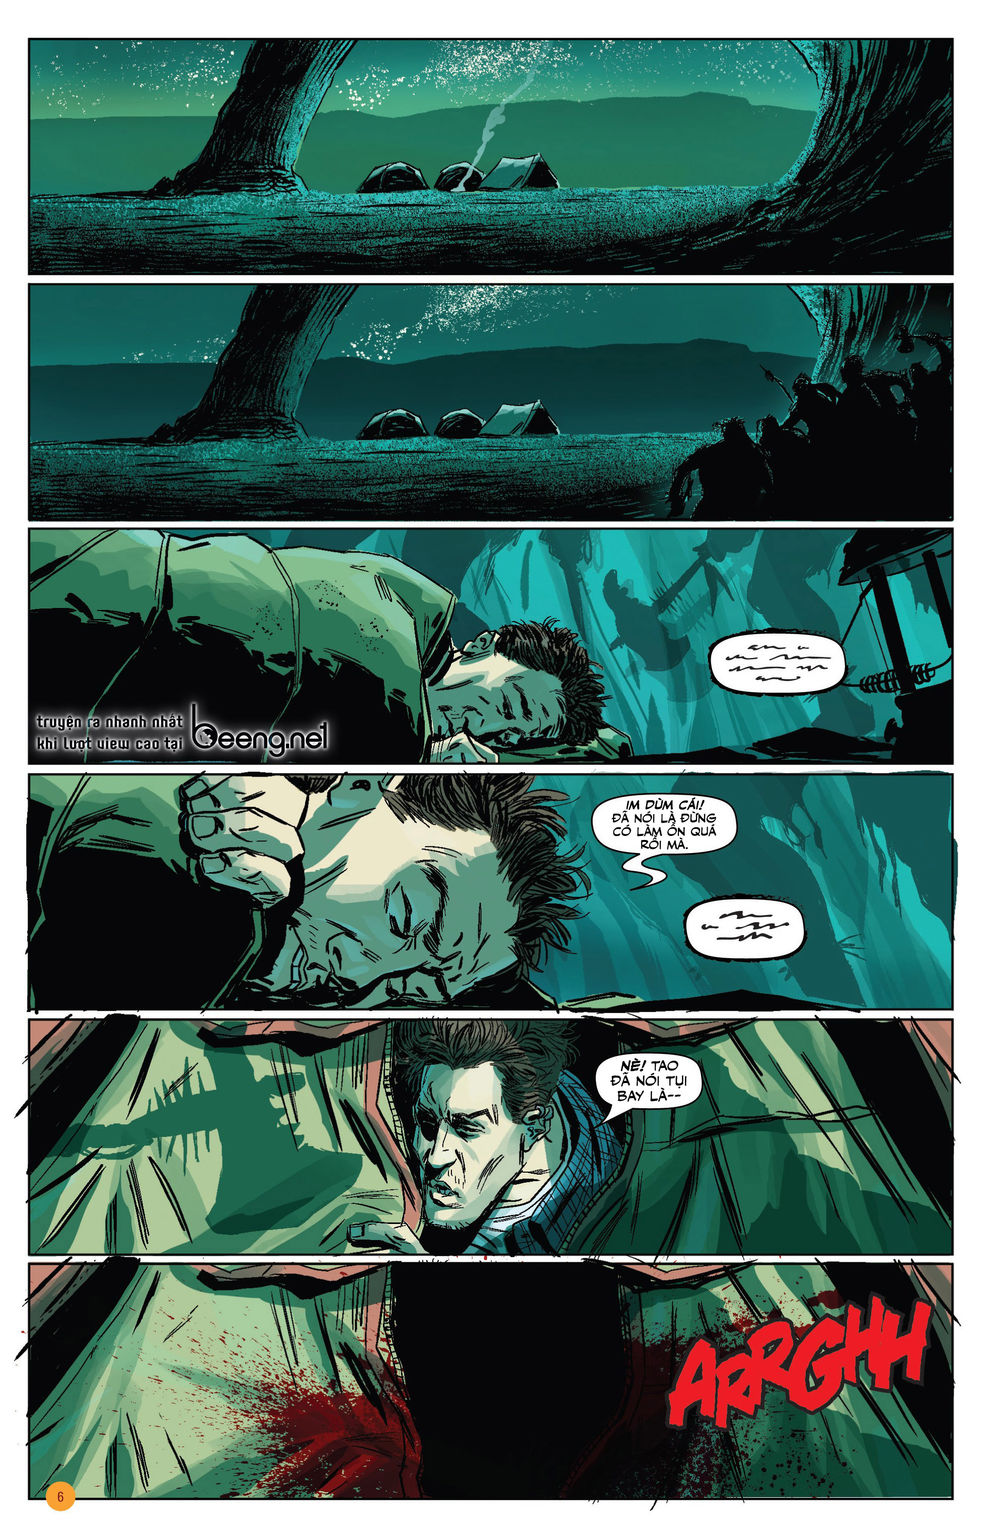 truyện ra nhanh nhất
khi lượt view cao tại
beeng.net
IM DÙM CÁI!
ĐÃ NÓI LÀ ĐỪNG
CÓ LÀM ỒN QUÁ
RỒI MÀ.
NÈ! TAO
ĐÃ NÓI TỤI
BAY LÀ--
ARRGHH
6